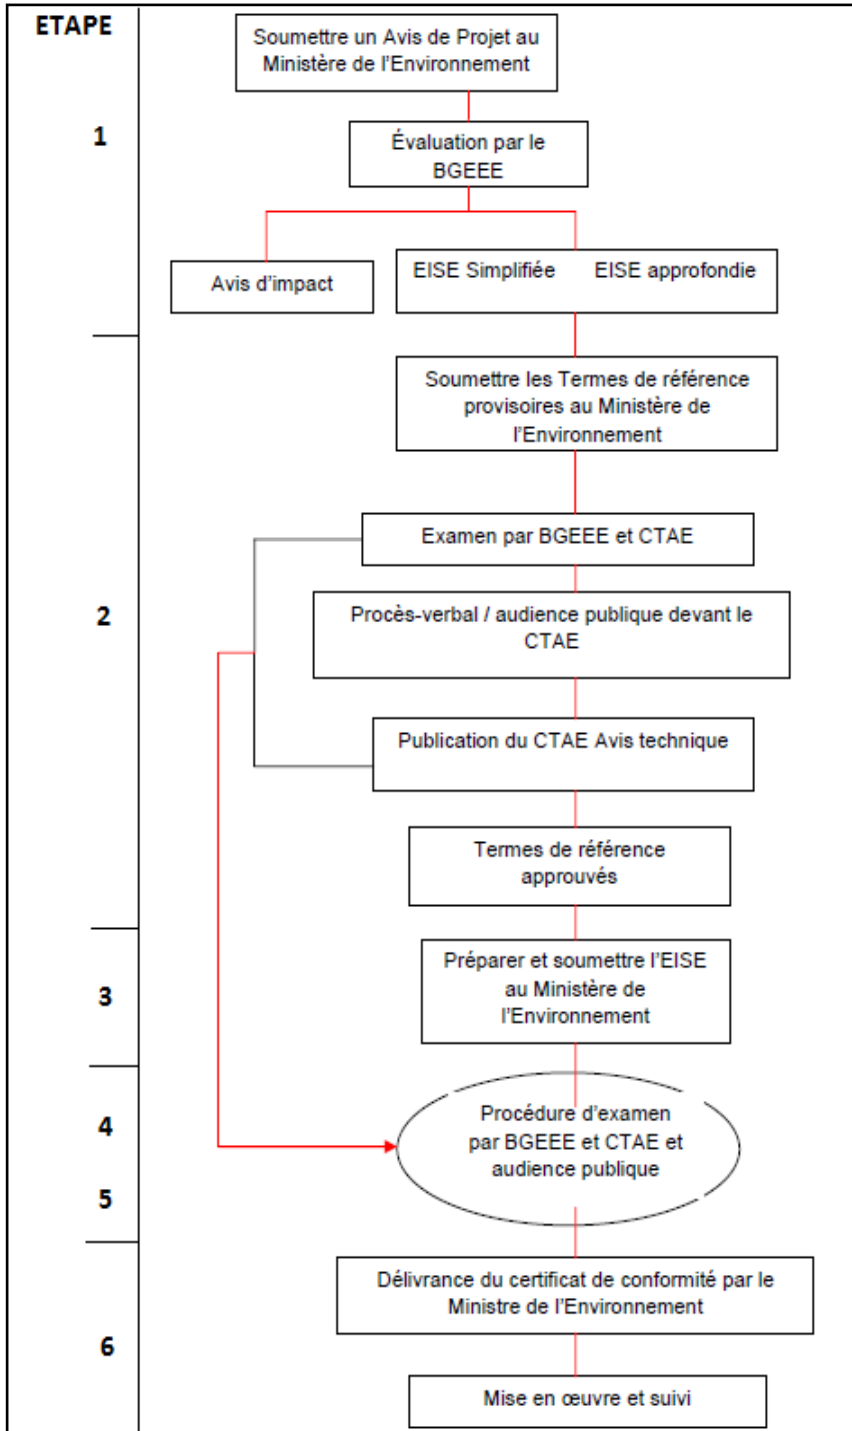 ETAPE
Soumettre un Avis de Projet au
Ministère de l'Environnement
1
Évaluation par le
BGEEE
Avis d'impact
EISE Simplifiée EISE approfondie
Soumettre les Termes de référence
provisoires au Ministère de
l'Environnement
Examen par BGEEE et CTAE
2
Procès-verbal / audience publique devant le
CTAE
Publication du CTAE Avis technique
Termes de référence
approuvés
3
Préparer et soumettre l'EISE
au Ministère de
l'Environnement
4
Procédure d'examen
par BGEEE et CTAE et
audience publique
5
Délivrance du certificat de conformité par le
Ministre de l'Environnement
6
Mise en œuvre et suivi